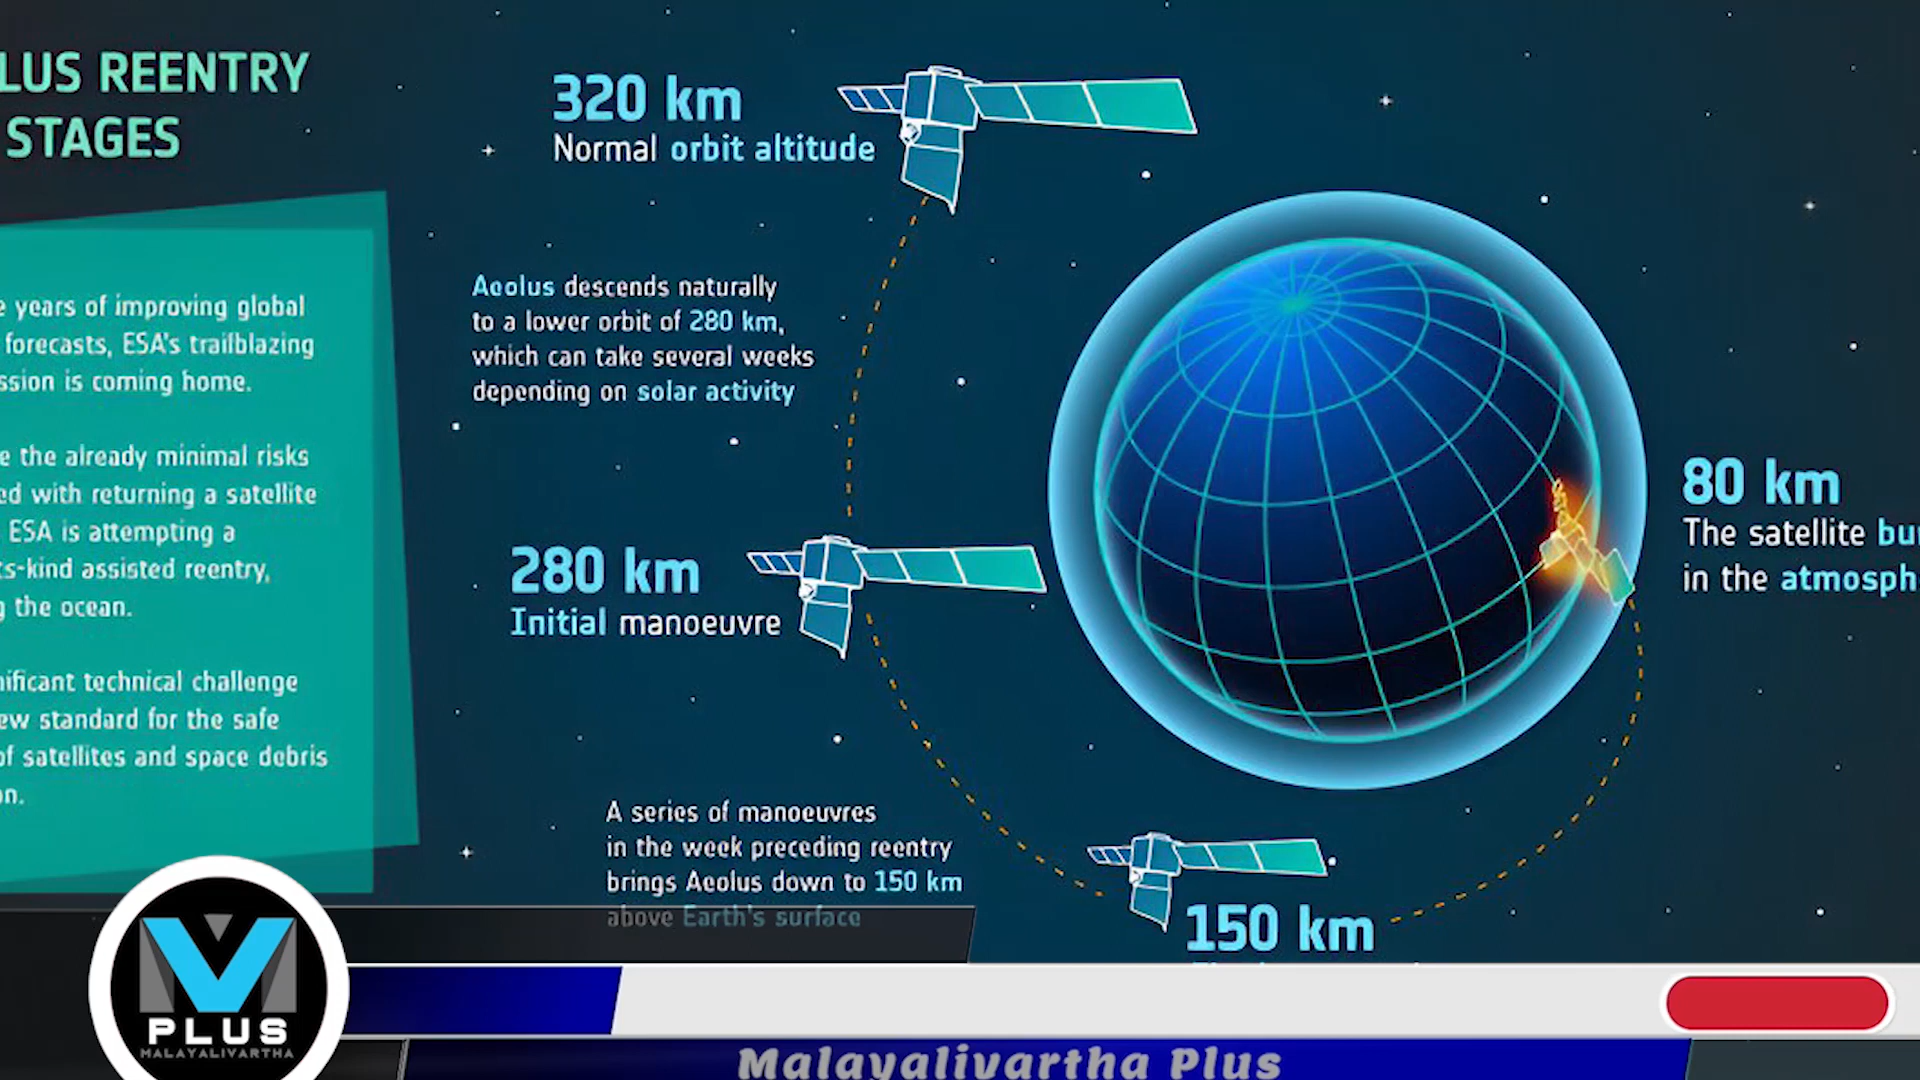 LUS REENTRY
STAGES
years of improving global
forecasts, ESA's trailblazing
ssion is coming home.
the already minimal risks
ed with returning a satellite
ESA is attempting a
ts-kind assisted reentry,
the ocean.
nificant technical challenge
ew standard for the safe
of satellites and space debris
on.
320 km
Normal orbit altitude
Aeolus descends naturally
to a lower orbit of 280 km,
which can take several weeks
depending on solar activity
280 km
Initial manoeuvre
A series of manoeuvres
in the week preceding reentry
brings Aeolus down to 150 km
above Earth's surface
150 km
80 km
The satellite bu
in the atmosph
PLUS
MALAYALIVARTHA
Malayalivartha Plus